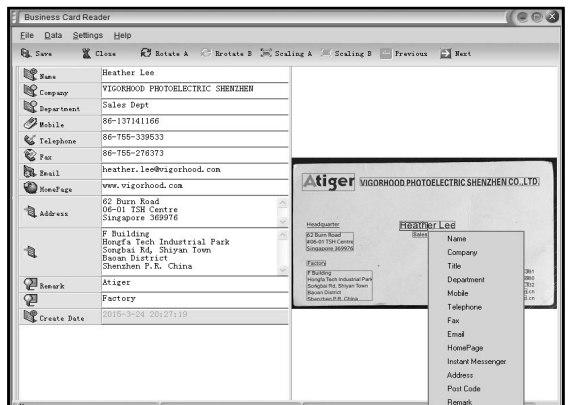 Business Card Reader
File Data Settings Help
Save Close Rotate A Rrotate B Scaling A Scaling B Previous Next
Name Heather Lee
Company VIGORHOOD PHOTOELECTRIC SHENZHEN
Department Sales Dept
Mobile 86-137141166
Telephone 86-755-339533
Fax 86-755-276373
Email heather.lee@vigorhood.com
HomePage www.vigorhood.com
Address 62 Burn Road
06-01 TSH Centre
Singapore 369976
F Building
Hongfa Tech Industrial Park
Songbai Rd, Shiyan Town
Baoan District
Shenzhen P.R. China
Remark Atiger
Factory
Create Date 2015-3-24 20:27:19
Atiger VIGORHOOD PHOTOELECTRIC SHENZHEN CO.,LTD
Headquarter
62 Burn Road
#06-01 TSH Centre
Singapore 369976
Heather Lee
Sales
Factory
F Building
Hongfa Tech Industrial Park
Songbai Rd, Shiyan Town
Baoan District
Shenzhen P.R. China
Name
Company
Title
Department
Mobile
Telephone
Fax
Email
HomePage
Instant Messenger
Address
Post Code
Remark